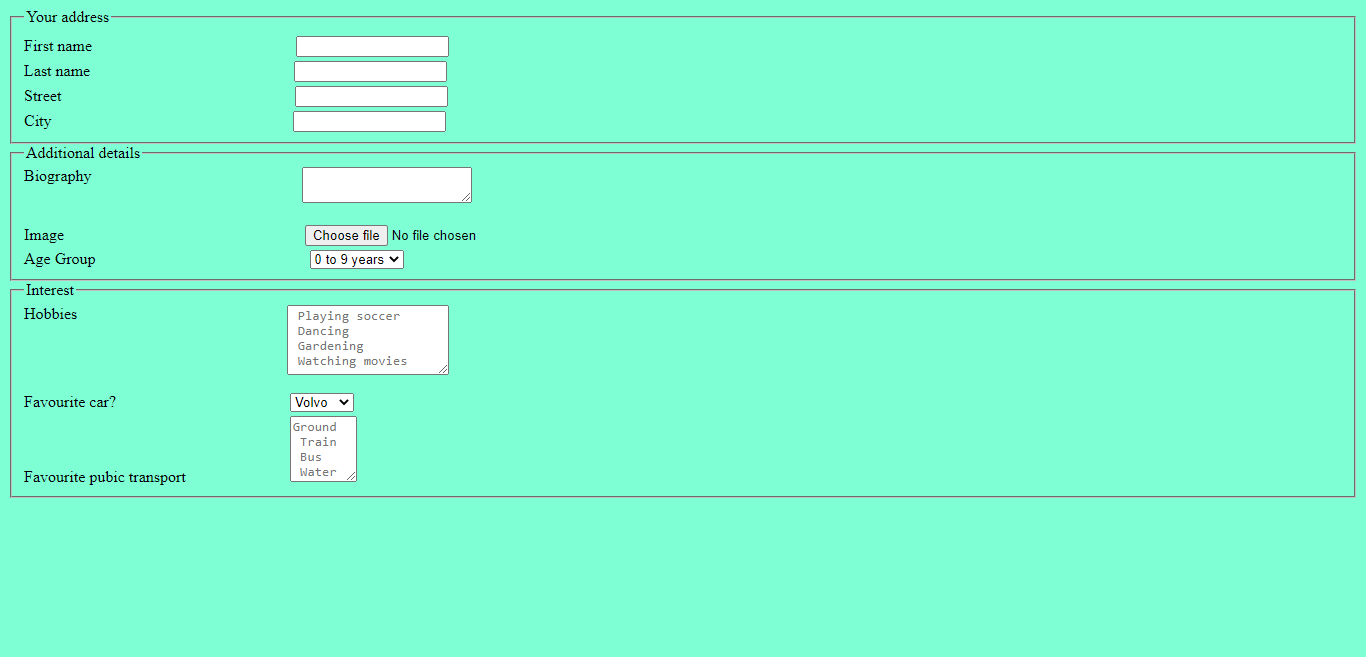 Your address
First name
Last name
Street
City
Additional details
Biography
Image Choose file No file chosen
Age Group 0 to 9 years
Interest
Hobbies Playing soccer
Dancing
Gardening
Watching movies
Favourite car? Volvo
Ground
Train
Bus
Water
Favourite pubic transport